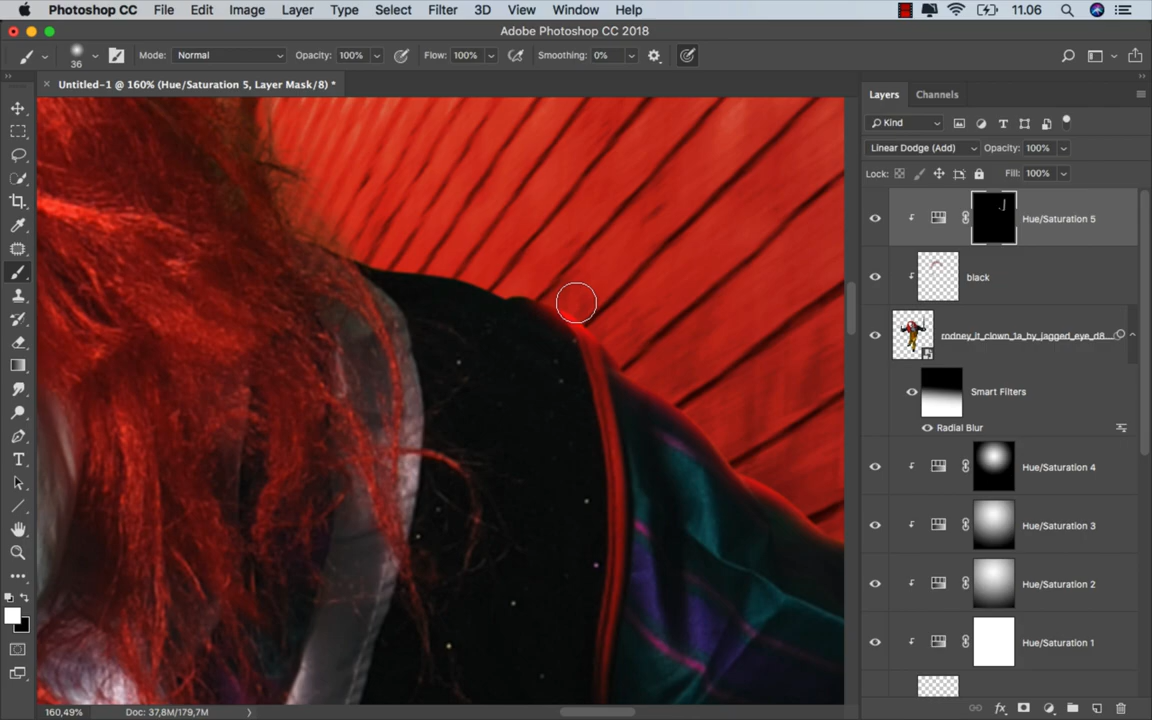 Photoshop CC File Edit Image Layer Type Select Filter 3D View Window Help 11.06
Adobe Photoshop CC 2018
36 Mode: Normal Opacity: 100% Flow: 100% Smoothing: 0%
Untitled-1 @ 160% (Hue/Saturation 5, Layer Mask/8) *
Layers Channels
Kind
Linear Dodge (Add) Opacity: 100%
Lock: Fill: 100%
Hue/Saturation 5
black
rodney_it_clown_1a_by_jagged_eye_d8...
Smart Filters
Radial Blur
Hue/Saturation 4
Hue/Saturation 3
Hue/Saturation 2
Hue/Saturation 1
160,49% Doc: 37,8M/179,7M